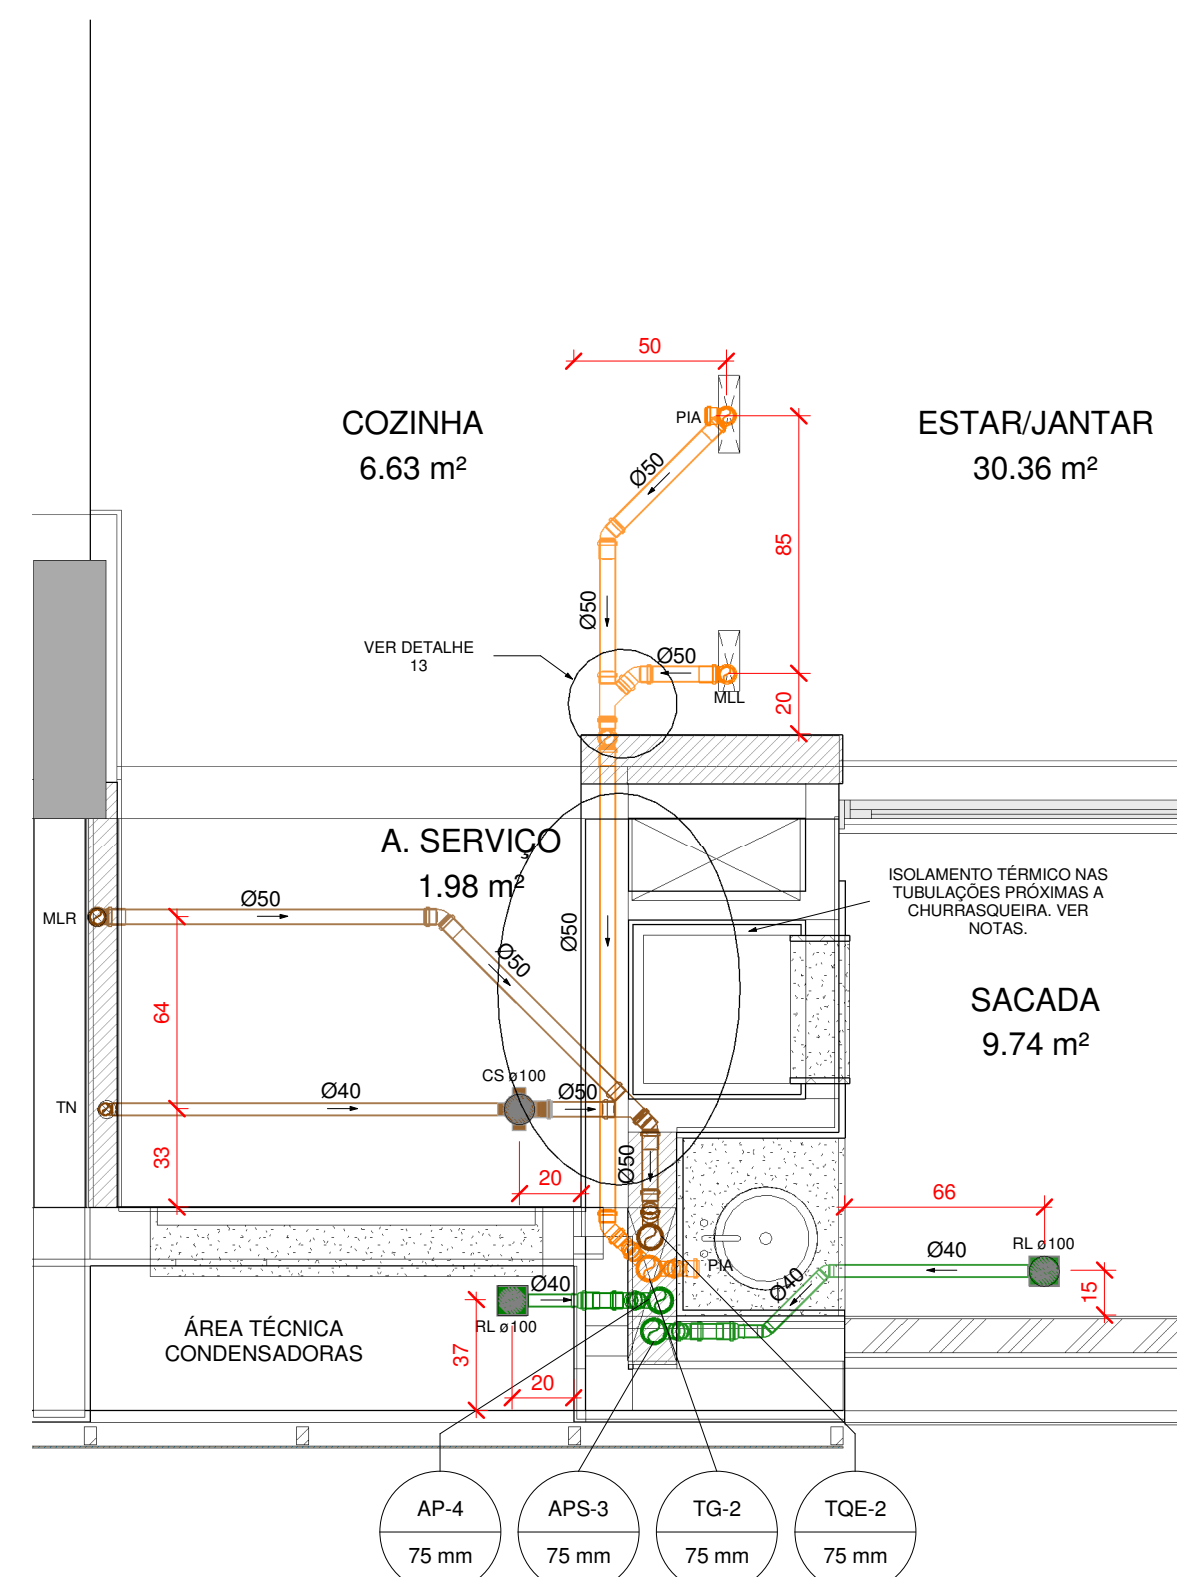 50
COZINHA
6.63 m²
PIA
ESTAR/JANTAR
30.36 m²
Ø50
85
Ø50
VER DETALHE
13
Ø50
MLL
20
A. SERVIÇO
1.98 m²
ISOLAMENTO TÉRMICO NAS
TUBULAÇÕES PRÓXIMAS A
CHURRASQUEIRA. VER
NOTAS.
MLR
Ø50
Ø50
Ø50
64
SACADA
9.74 m²
CS ø100
TN
Ø40
Ø50
33
20
Ø50
66
PIA
Ø40
RL ø100
Ø40
Ø40
15
RL ø100
ÁREA TÉCNICA
CONDENSADORAS
37
20
AP-4
75 mm
APS-3
75 mm
TG-2
75 mm
TQE-2
75 mm